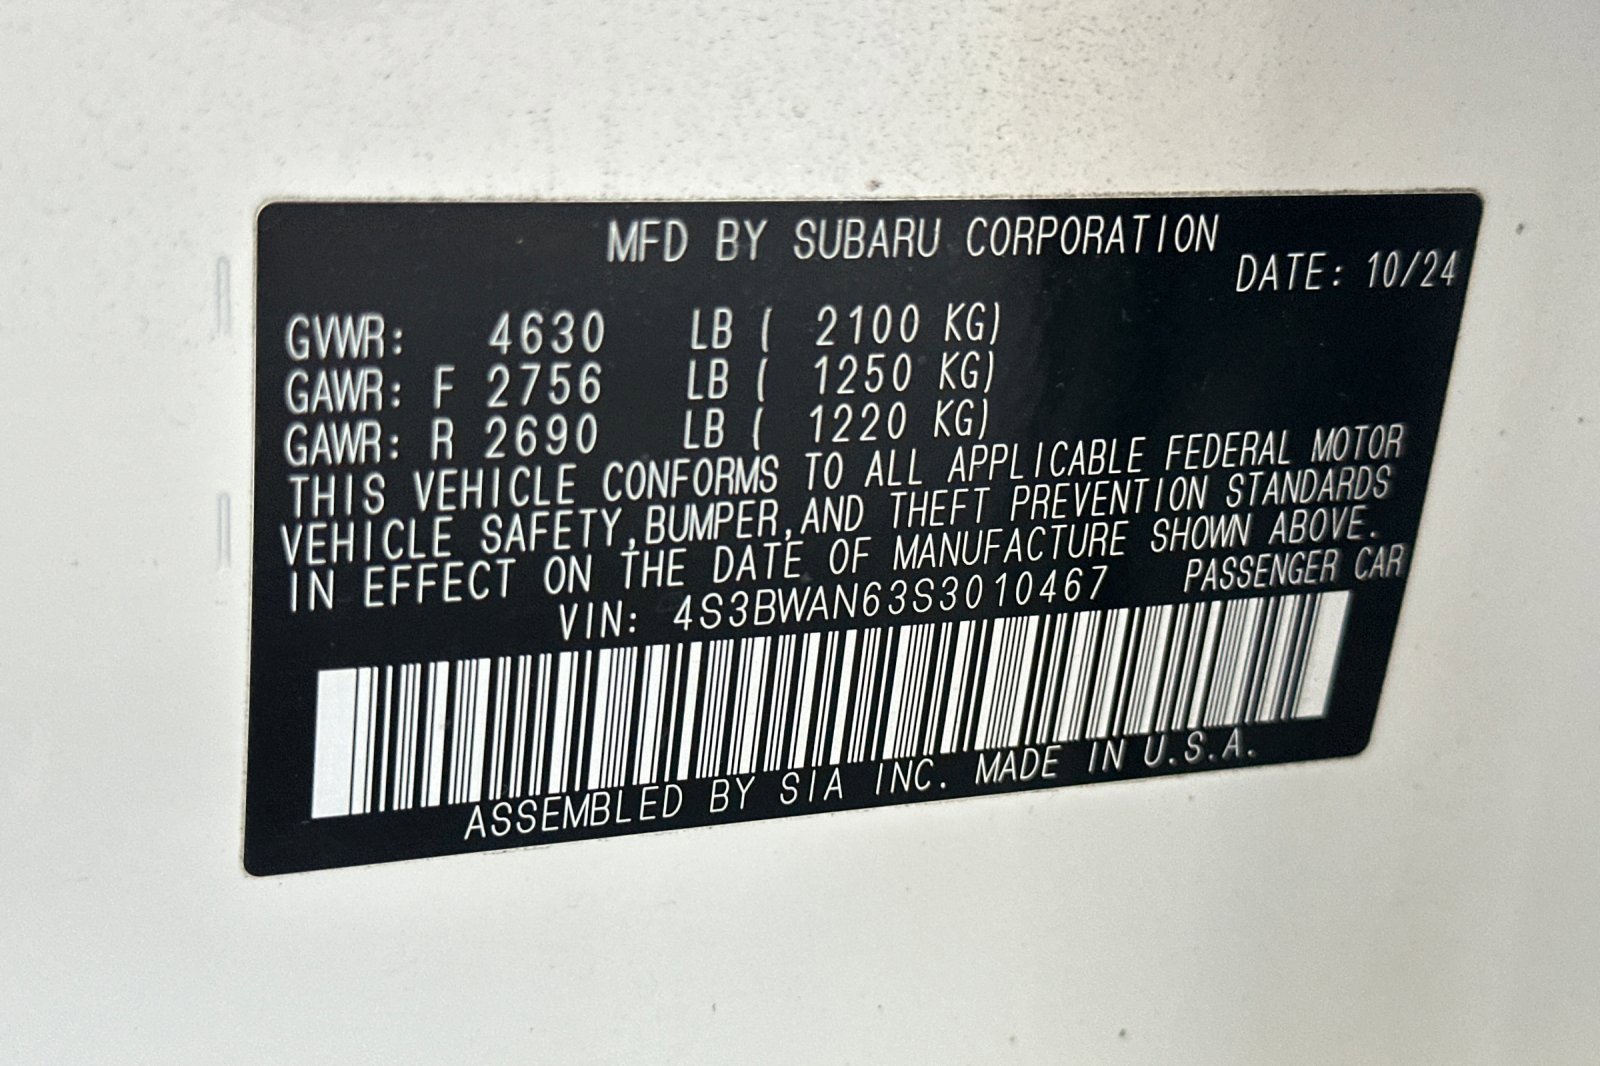 MFD BY SUBARU CORPORATION
DATE: 10/24
GVWR: 4630 LB ( 2100 KG)
GAWR: F 2756 LB ( 1250 KG)
GAWR: R 2690 LB ( 1220 KG)
THIS VEHICLE CONFORMS TO ALL APPLICABLE FEDERAL MOTOR
VEHICLE SAFETY,BUMPER,AND THEFT PREVENTION STANDARDS
IN EFFECT ON THE DATE OF MANUFACTURE SHOWN ABOVE.
VIN: 4S3BWAN63S3010467 PASSENGER CAR
ASSEMBLED BY SIA INC. MADE IN U.S.A.